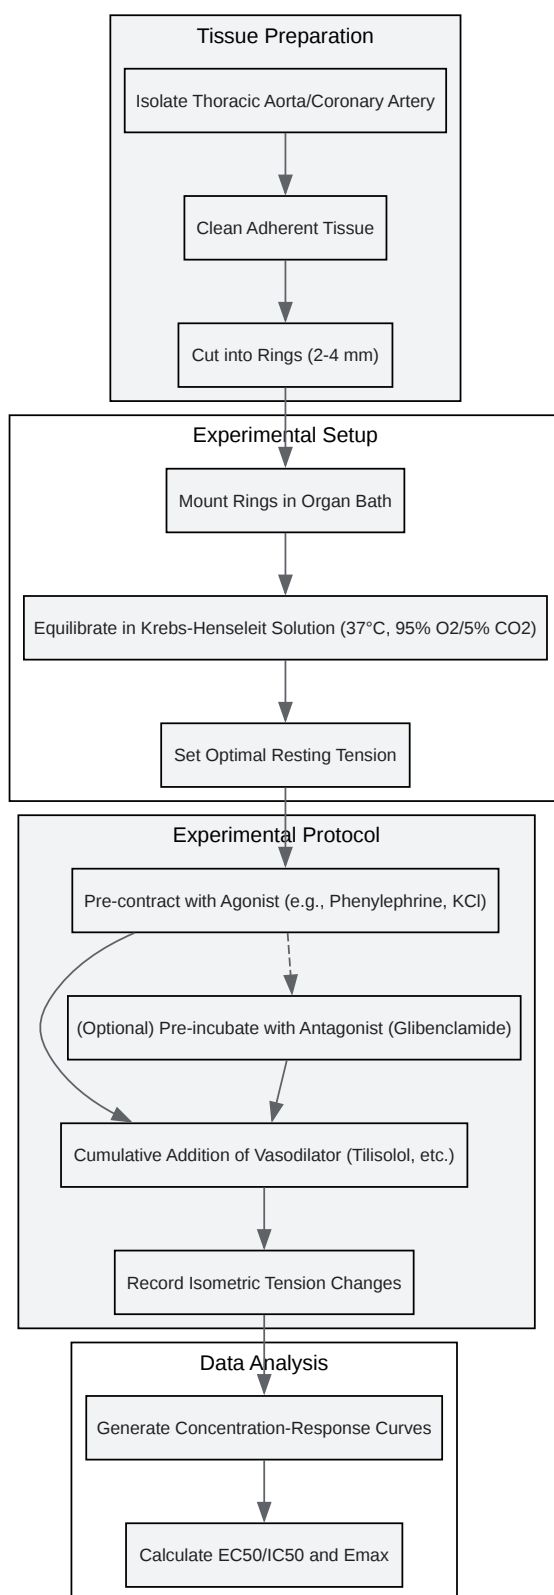 Tissue Preparation
Isolate Thoracic Aorta/Coronary Artery
Clean Adherent Tissue
Cut into Rings (2-4 mm)
Experimental Setup
Mount Rings in Organ Bath
Equilibrate in Krebs-Henseleit Solution (37°C, 95% O2/5% CO2)
Set Optimal Resting Tension
Experimental Protocol
Pre-contract with Agonist (e.g., Phenylephrine, KCl)
(Optional) Pre-incubate with Antagonist (Glibenclamide)
Cumulative Addition of Vasodilator (Tilisolol, etc.)
Record Isometric Tension Changes
Data Analysis
Generate Concentration-Response Curves
Calculate EC50/IC50 and Emax